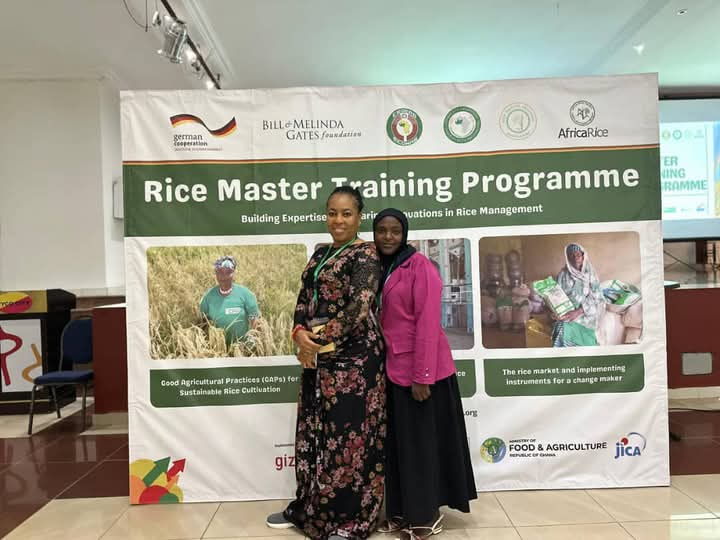 german
cooperation
BILL & MELINDA
GATES foundation
AfricaRice
Rice Master Training Programme
Building Expertise in Rice Management
Good Agricultural Practices (GAPs) for
Sustainable Rice Cultivation
The rice market and implementing
instruments for a change maker
.org
giz
MINISTRY OF
FOOD & AGRICULTURE
REPUBLIC OF GHANA
JICA
TER
NING
GRAMME